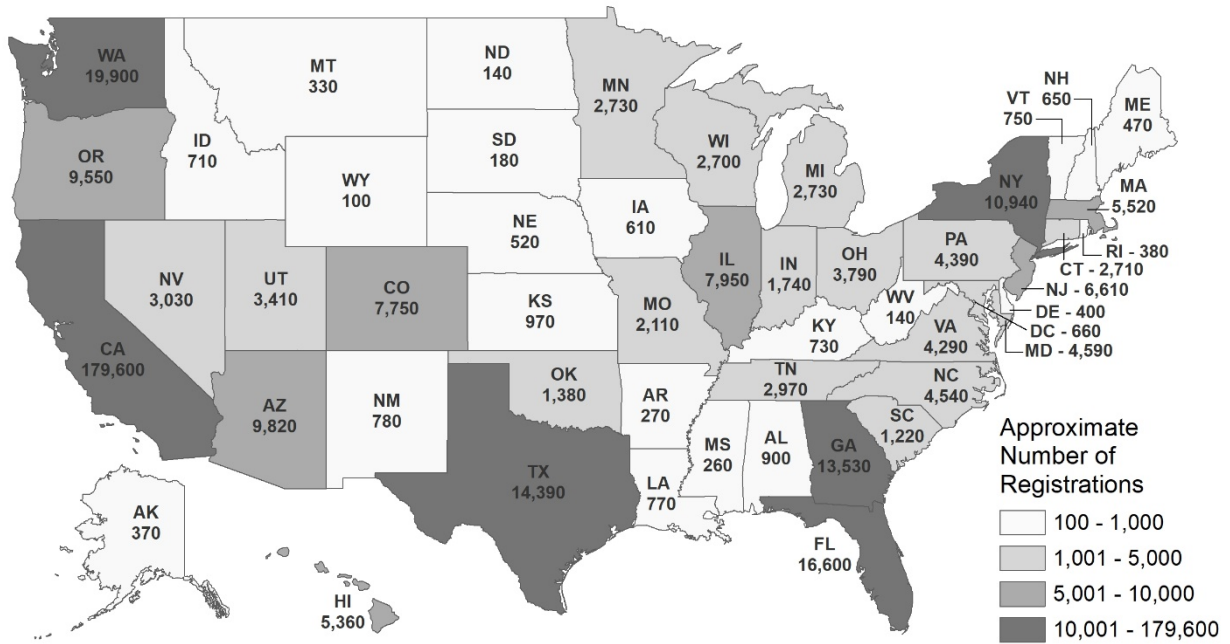 WA
19,900
MT
330
ND
140
MN
2,730
NH
650
VT
750
ME
470
OR
9,550
ID
710
WY
100
SD
180
WI
2,700
MI
2,730
NY
10,940
MA
5,520
NV
3,030
UT
3,410
CO
7,750
NE
520
IA
610
IL
7,950
IN
1,740
OH
3,790
PA
4,390
RI - 380
CT - 2,710
NJ - 6,610
DE - 400
DC - 660
MD - 4,590
CA
179,600
KS
970
MO
2,110
KY
730
WV
140
VA
4,290
AZ
9,820
NM
780
OK
1,380
AR
270
TN
2,970
NC
4,540
SC
1,220
TX
14,390
LA
770
MS
260
AL
900
GA
13,530
FL
16,600
AK
370
HI
5,360
Approximate
Number of
Registrations
100 - 1,000
1,001 - 5,000
5,001 - 10,000
10,001 - 179,600